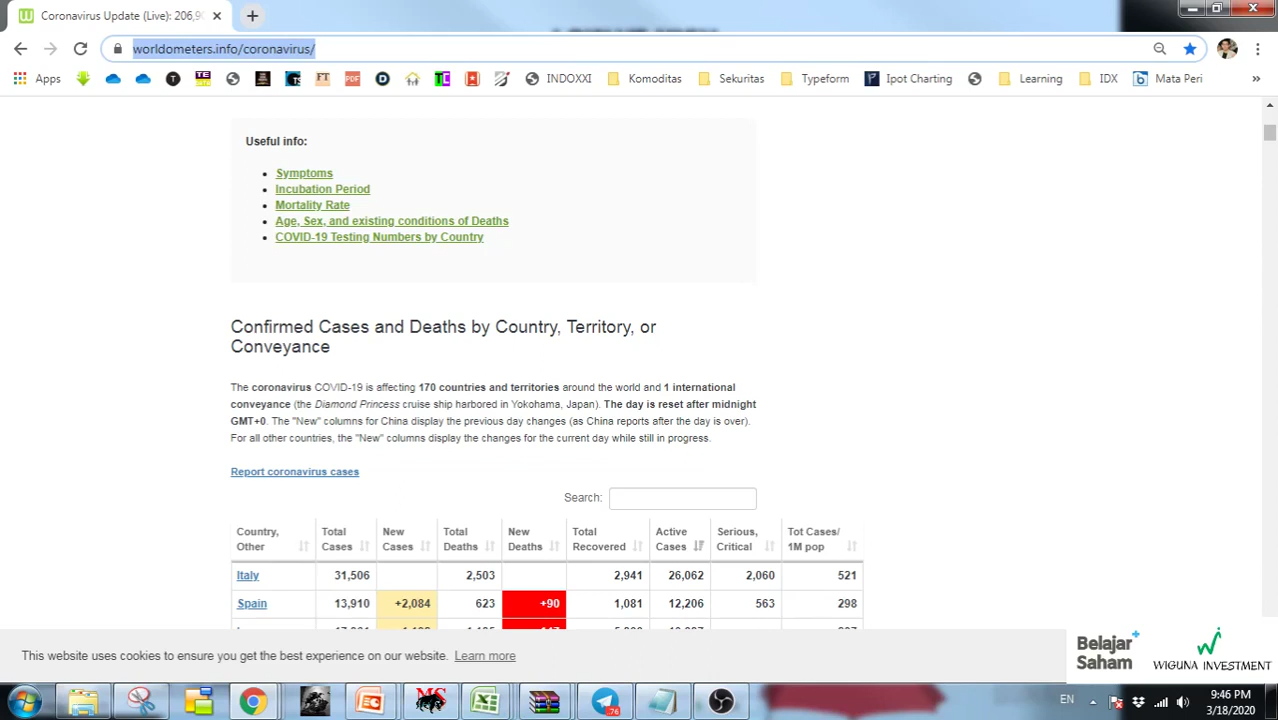 Coronavirus Update (Live): 206,90
worldometers.info/coronavirus/
Apps
INDOXXI
Komoditas
Sekuritas
Typeform
Ipot Charting
Learning
IDX
Mata Peri
Useful info:
Symptoms
Incubation Period
Mortality Rate
Age, Sex, and existing conditions of Deaths
COVID-19 Testing Numbers by Country
Confirmed Cases and Deaths by Country, Territory, or
Conveyance
The coronavirus COVID-19 is affecting 170 countries and territories around the world and 1 international
conveyance (the Diamond Princess cruise ship harbored in Yokohama, Japan). The day is reset after midnight
GMT+0. The "New" columns for China display the previous day changes (as China reports after the day is over).
For all other countries, the "New" columns display the changes for the current day while still in progress.
Report coronavirus cases
Search:
Country, Other Total Cases New Cases Total Deaths New Deaths Total Recovered Active Cases Serious, Critical Tot Cases/ 1M pop
Italy 31,506 2,503 2,941 26,062 2,060 521
Spain 13,910 +2,084 623 +90 1,081 12,206 563 298
This website uses cookies to ensure you get the best experience on our website. Learn more
Belajar+
Saham
WIGUNA INVESTMENT
EN
9:46 PM
3/18/2020